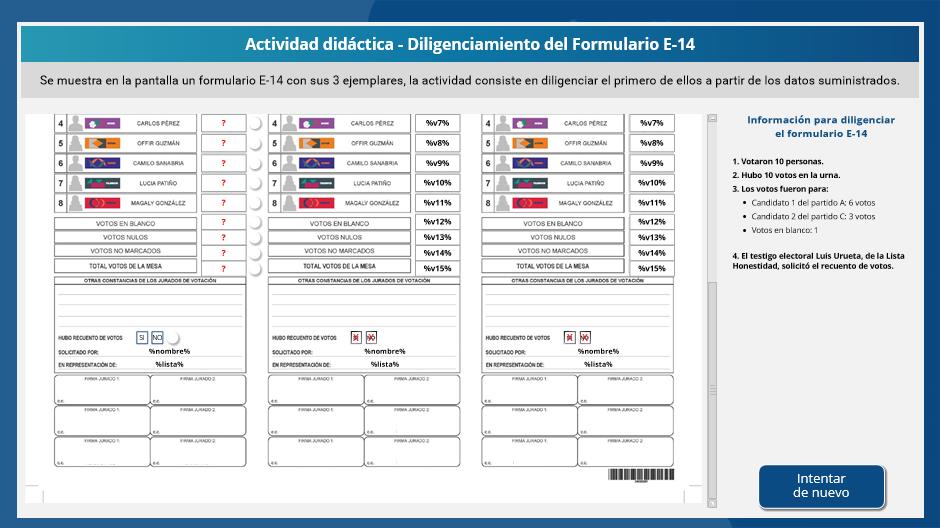 Actividad didáctica - Diligenciamiento del Formulario E-14
Se muestra en la pantalla un formulario E-14 con sus 3 ejemplares, la actividad consiste en diligenciar el primero de ellos a partir de los datos suministrados.
4 CARLOS PÉREZ ?
5 OFFIR GUZMÁN ?
6 CAMILO SANABRIA ?
7 LUCIA PATIÑO ?
8 MAGALY GONZÁLEZ ?
VOTOS EN BLANCO ?
VOTOS NULOS ?
VOTOS NO MARCADOS ?
TOTAL VOTOS DE LA MESA ?
OTRAS CONSTANCIAS DE LOS JURADOS DE VOTACIÓN
HUBO RECUENTO DE VOTOS SI NO
SOLICITADO POR: %nombre%
EN REPRESENTACIÓN DE: %lista%
FIRMA JURADO 1: FIRMA JURADO 2:
c.c. c.c.
FIRMA JURADO 1: FIRMA JURADO 2:
c.c. c.c.
FIRMA JURADO 1: FIRMA JURADO 2:
c.c. c.c.
4 CARLOS PÉREZ %v7%
5 OFFIR GUZMÁN %v8%
6 CAMILO SANABRIA %v9%
7 LUCIA PATIÑO %v10%
8 MAGALY GONZÁLEZ %v11%
VOTOS EN BLANCO %v12%
VOTOS NULOS %v13%
VOTOS NO MARCADOS %v14%
TOTAL VOTOS DE LA MESA %v15%
OTRAS CONSTANCIAS DE LOS JURADOS DE VOTACIÓN
HUBO RECUENTO DE VOTOS SI NO
SOLICITADO POR: %nombre%
EN REPRESENTACIÓN DE: %lista%
FIRMA JURADO 1: FIRMA JURADO 2:
c.c. c.c.
FIRMA JURADO 1: FIRMA JURADO 2:
c.c. c.c.
FIRMA JURADO 1: FIRMA JURADO 2:
c.c. c.c.
4 CARLOS PÉREZ %v7%
5 OFFIR GUZMÁN %v8%
6 CAMILO SANABRIA %v9%
7 LUCIA PATIÑO %v10%
8 MAGALY GONZÁLEZ %v11%
VOTOS EN BLANCO %v12%
VOTOS NULOS %v13%
VOTOS NO MARCADOS %v14%
TOTAL VOTOS DE LA MESA %v15%
OTRAS CONSTANCIAS DE LOS JURADOS DE VOTACIÓN
HUBO RECUENTO DE VOTOS SI NO
SOLICITADO POR: %nombre%
EN REPRESENTACIÓN DE: %lista%
FIRMA JURADO 1: FIRMA JURADO 2:
c.c. c.c.
FIRMA JURADO 1: FIRMA JURADO 2:
c.c. c.c.
FIRMA JURADO 1: FIRMA JURADO 2:
c.c. c.c.
Información para diligenciar
el formulario E-14
1. Votaron 10 personas.
2. Hubo 10 votos en la urna.
3. Los votos fueron para:
• Candidato 1 del partido A: 6 votos
• Candidato 2 del partido C: 3 votos
• Votos en blanco: 1
4. El testigo electoral Luis Urueta, de la Lista
Honestidad, solicitó el recuento de votos.
Intentar
de nuevo